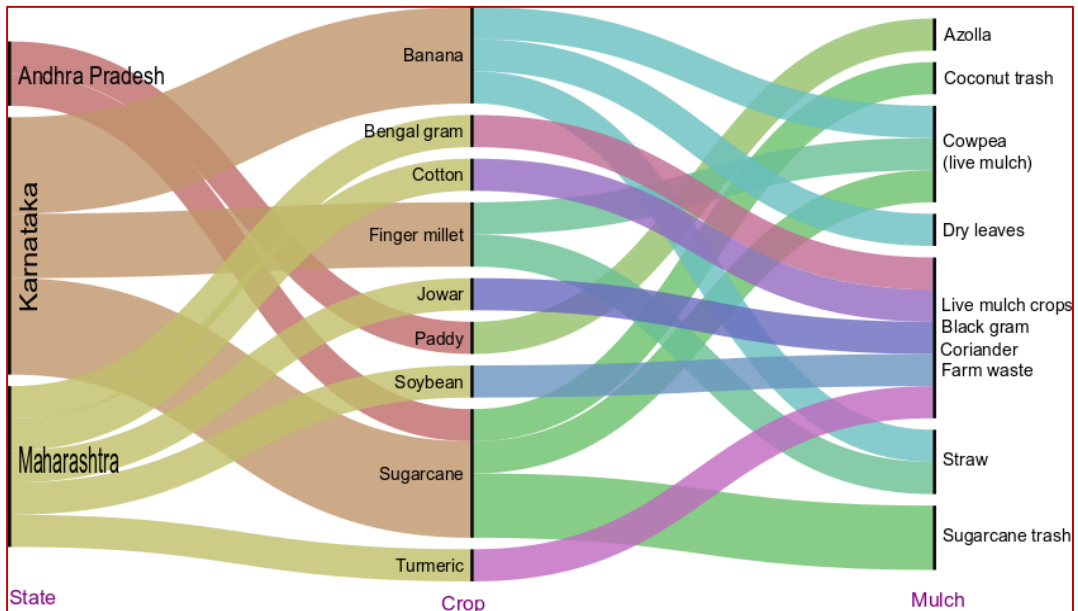 Andhra Pradesh
Karnataka
Maharashtra
State
Banana
Bengal gram
Cotton
Finger millet
Jowar
Paddy
Soybean
Sugarcane
Turmeric
Crop
Azolla
Coconut trash
Cowpea
(live mulch)
Dry leaves
Live mulch crops
Black gram
Coriander
Farm waste
Straw
Sugarcane trash
Mulch